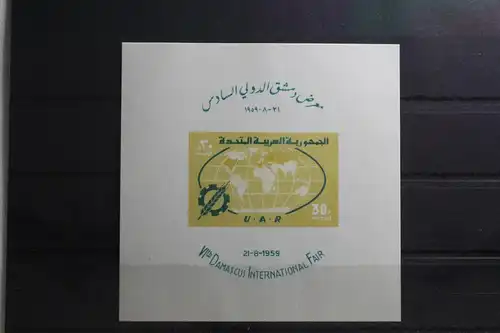 معرض دمشق الدولي السادس
٢١-٨-١٩٥٩
الجمهورية العربية المتحدة
٣٠
U · A · R
30
21-8-1959
VIth DAMASCUS INTERNATIONAL FAIR